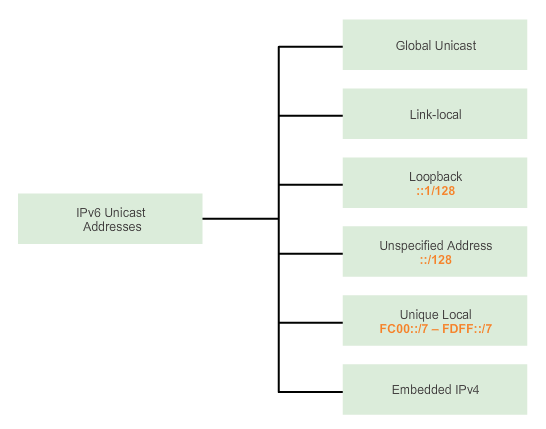 Global Unicast
Link-local
Loopback
::1/128
IPv6 Unicast
Addresses
Unspecified Address
::/128
Unique Local
FC00::/7 – FDFF::/7
Embedded IPv4